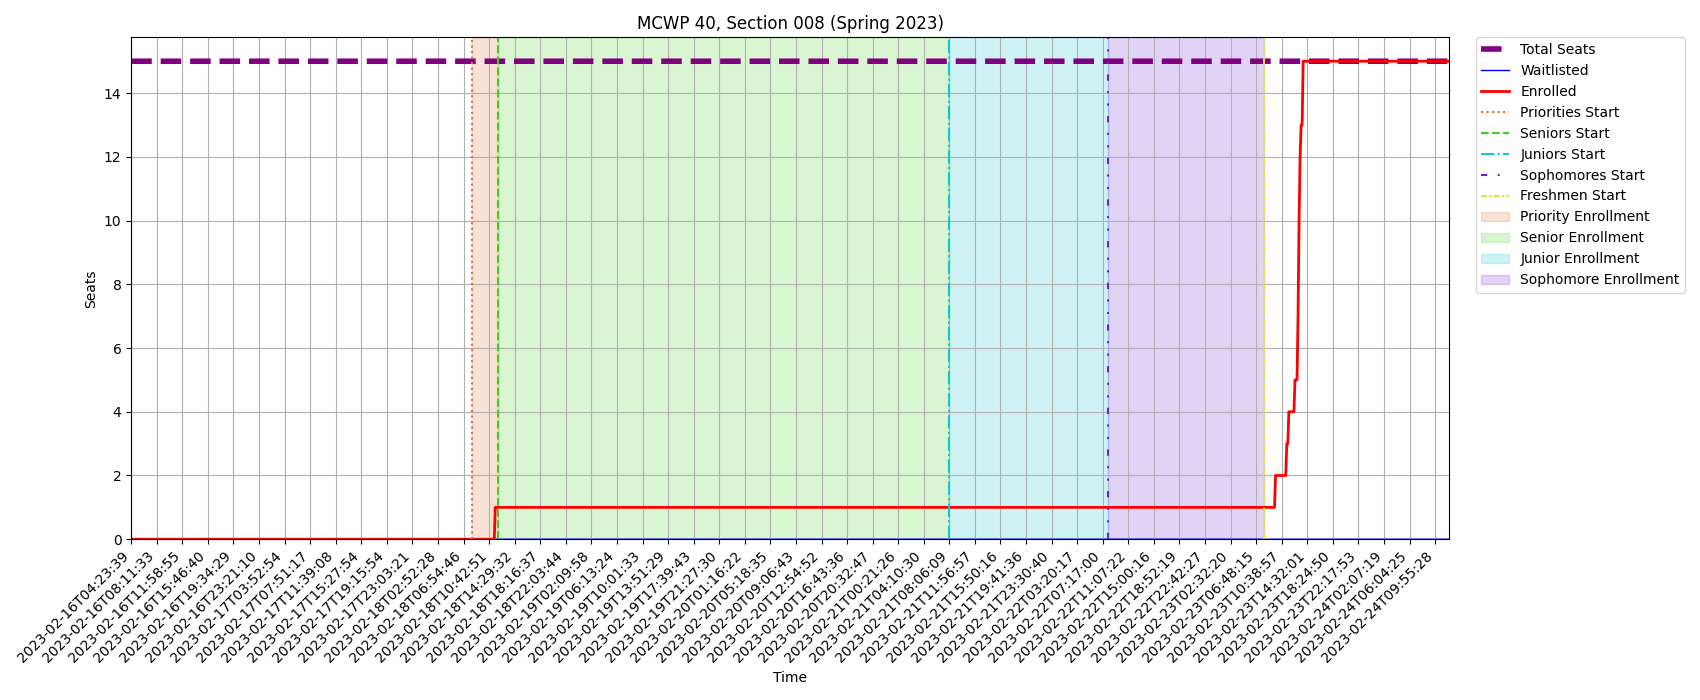 MCWP 40, Section 008 (Spring 2023)
Seats
14
12
10
8
6
4
2
0
2023-02-16T04:23:39
2023-02-16T08:11:33
2023-02-16T11:58:55
2023-02-16T15:46:40
2023-02-16T19:34:29
2023-02-16T23:21:10
2023-02-17T03:52:54
2023-02-17T07:51:17
2023-02-17T11:39:08
2023-02-17T15:27:54
2023-02-17T19:15:54
2023-02-17T23:03:21
2023-02-18T02:52:28
2023-02-18T06:54:46
2023-02-18T10:42:51
2023-02-18T14:29:32
2023-02-18T18:16:37
2023-02-18T22:03:44
2023-02-19T02:09:58
2023-02-19T06:13:24
2023-02-19T10:01:33
2023-02-19T13:51:29
2023-02-19T17:39:43
2023-02-19T21:27:30
2023-02-20T01:16:22
2023-02-20T05:18:35
2023-02-20T09:06:43
2023-02-20T12:54:52
2023-02-20T16:43:36
2023-02-20T20:32:47
2023-02-21T00:21:26
2023-02-21T04:10:30
2023-02-21T08:06:09
2023-02-21T11:56:57
2023-02-21T15:50:16
2023-02-21T19:41:36
2023-02-21T23:30:40
2023-02-22T03:20:17
2023-02-22T07:17:00
2023-02-22T11:07:22
2023-02-22T15:00:16
2023-02-22T18:52:19
2023-02-22T22:42:27
2023-02-23T02:32:20
2023-02-23T06:48:15
2023-02-23T10:38:57
2023-02-23T14:32:01
2023-02-23T18:24:50
2023-02-23T22:17:53
2023-02-24T02:07:19
2023-02-24T06:04:25
2023-02-24T09:55:28
Time
Total Seats
Waitlisted
Enrolled
Priorities Start
Seniors Start
Juniors Start
Sophomores Start
Freshmen Start
Priority Enrollment
Senior Enrollment
Junior Enrollment
Sophomore Enrollment